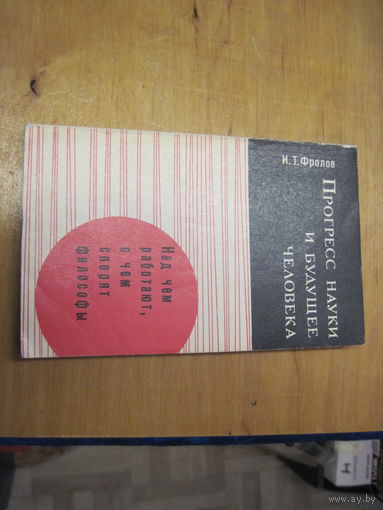 И.Т. Фролов
ПРОГРЕСС НАУКИ
И БУДУЩЕЕ
ЧЕЛОВЕКА
Над чем
работают,
о чем
спорят
философы
www.ay.by